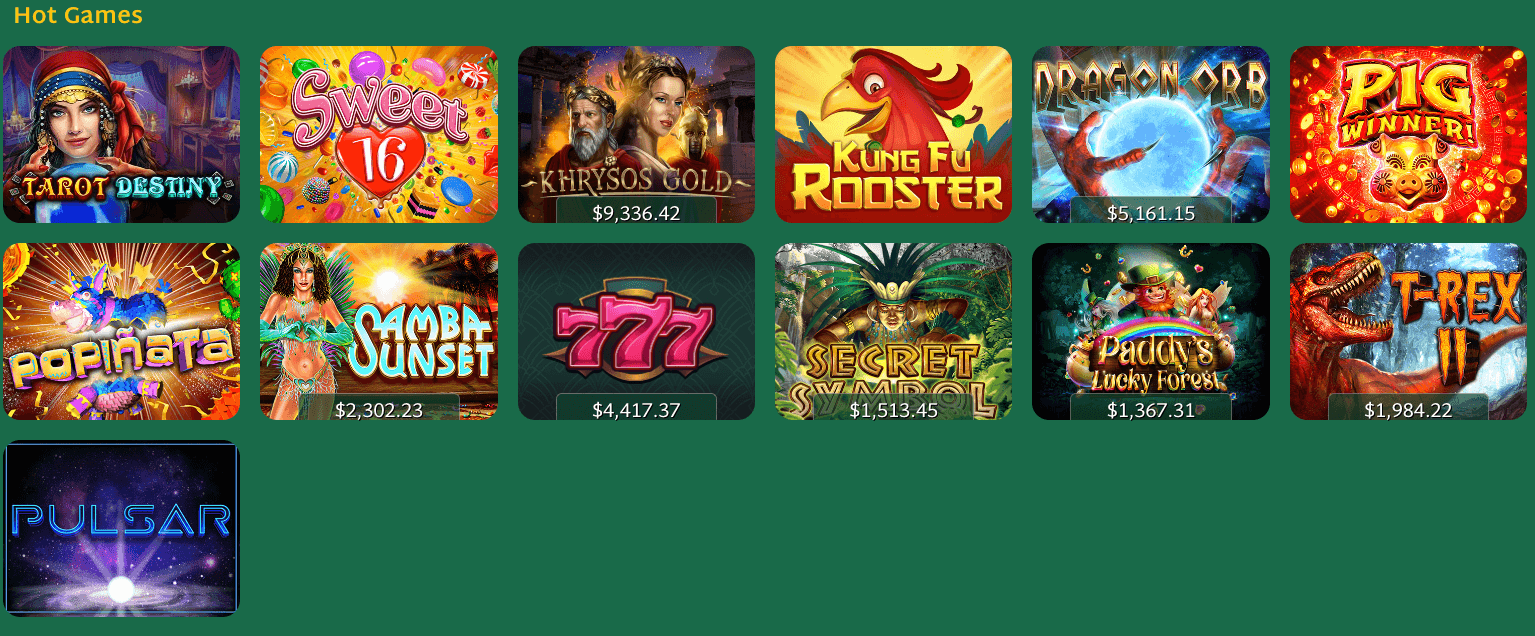 Hot Games
TAROT DESTINY
Sweet
16
KHRYSOS GOLD
$9,336.42
KUNG FU
ROOSTER
DRAGON ORB
$5,161.15
PIG
WINNER!
POPIÑATA
SAMBA
SUNSET
$2,302.23
777
$4,417.37
SECRET
SYMBOL
$1,513.45
Paddy's
Lucky Forest
$1,367.31
T-REX
II
$1,984.22
PULSAR